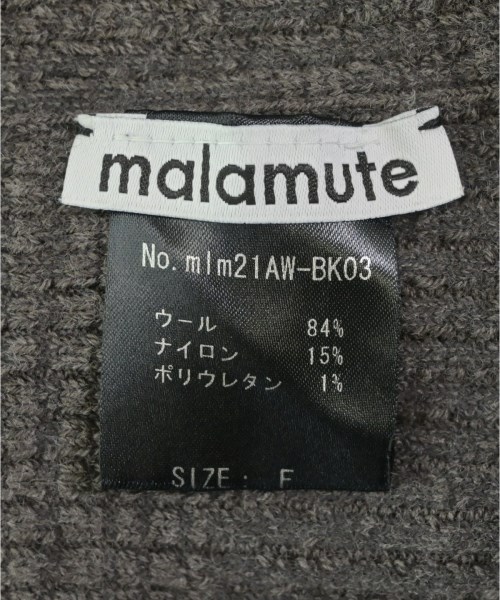 malamute
No.mlm21AW-BK03
ウール 84%
ナイロン 15%
ポリウレタン 1%
SIZE: F